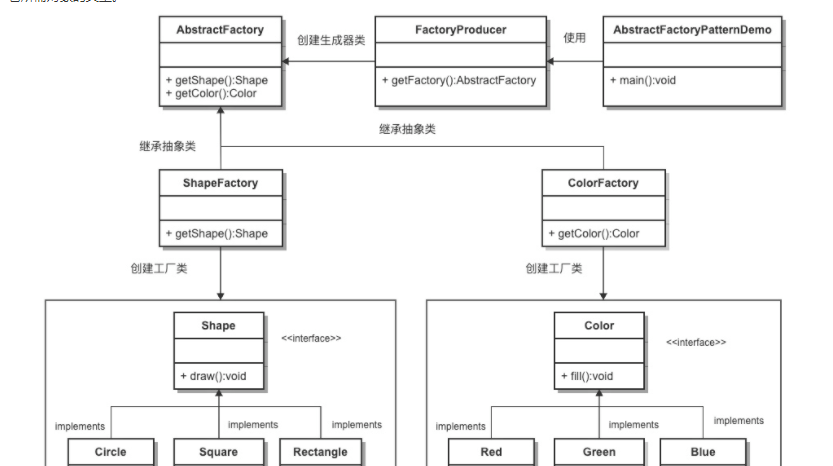 AbstractFactory
+ getShape():Shape
+ getColor():Color
创建生成器类
FactoryProducer
+ getFactory():AbstractFactory
使用
AbstractFactoryPatternDemo
+ main():void
继承抽象类
继承抽象类
ShapeFactory
+ getShape():Shape
ColorFactory
+ getColor():Color
创建工厂类
创建工厂类
Shape
<<interface>>
+ draw():void
Color
<<interface>>
+ fill():void
implements
implements
implements
implements
implements
implements
Circle
Square
Rectangle
Red
Green
Blue